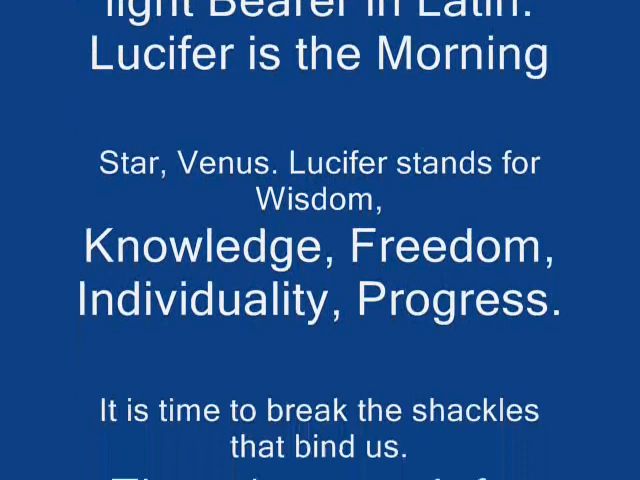 light Bearer in Latin.
Lucifer is the Morning
Star, Venus. Lucifer stands for
Wisdom,
Knowledge, Freedom,
Individuality, Progress.
It is time to break the shackles
that bind us.